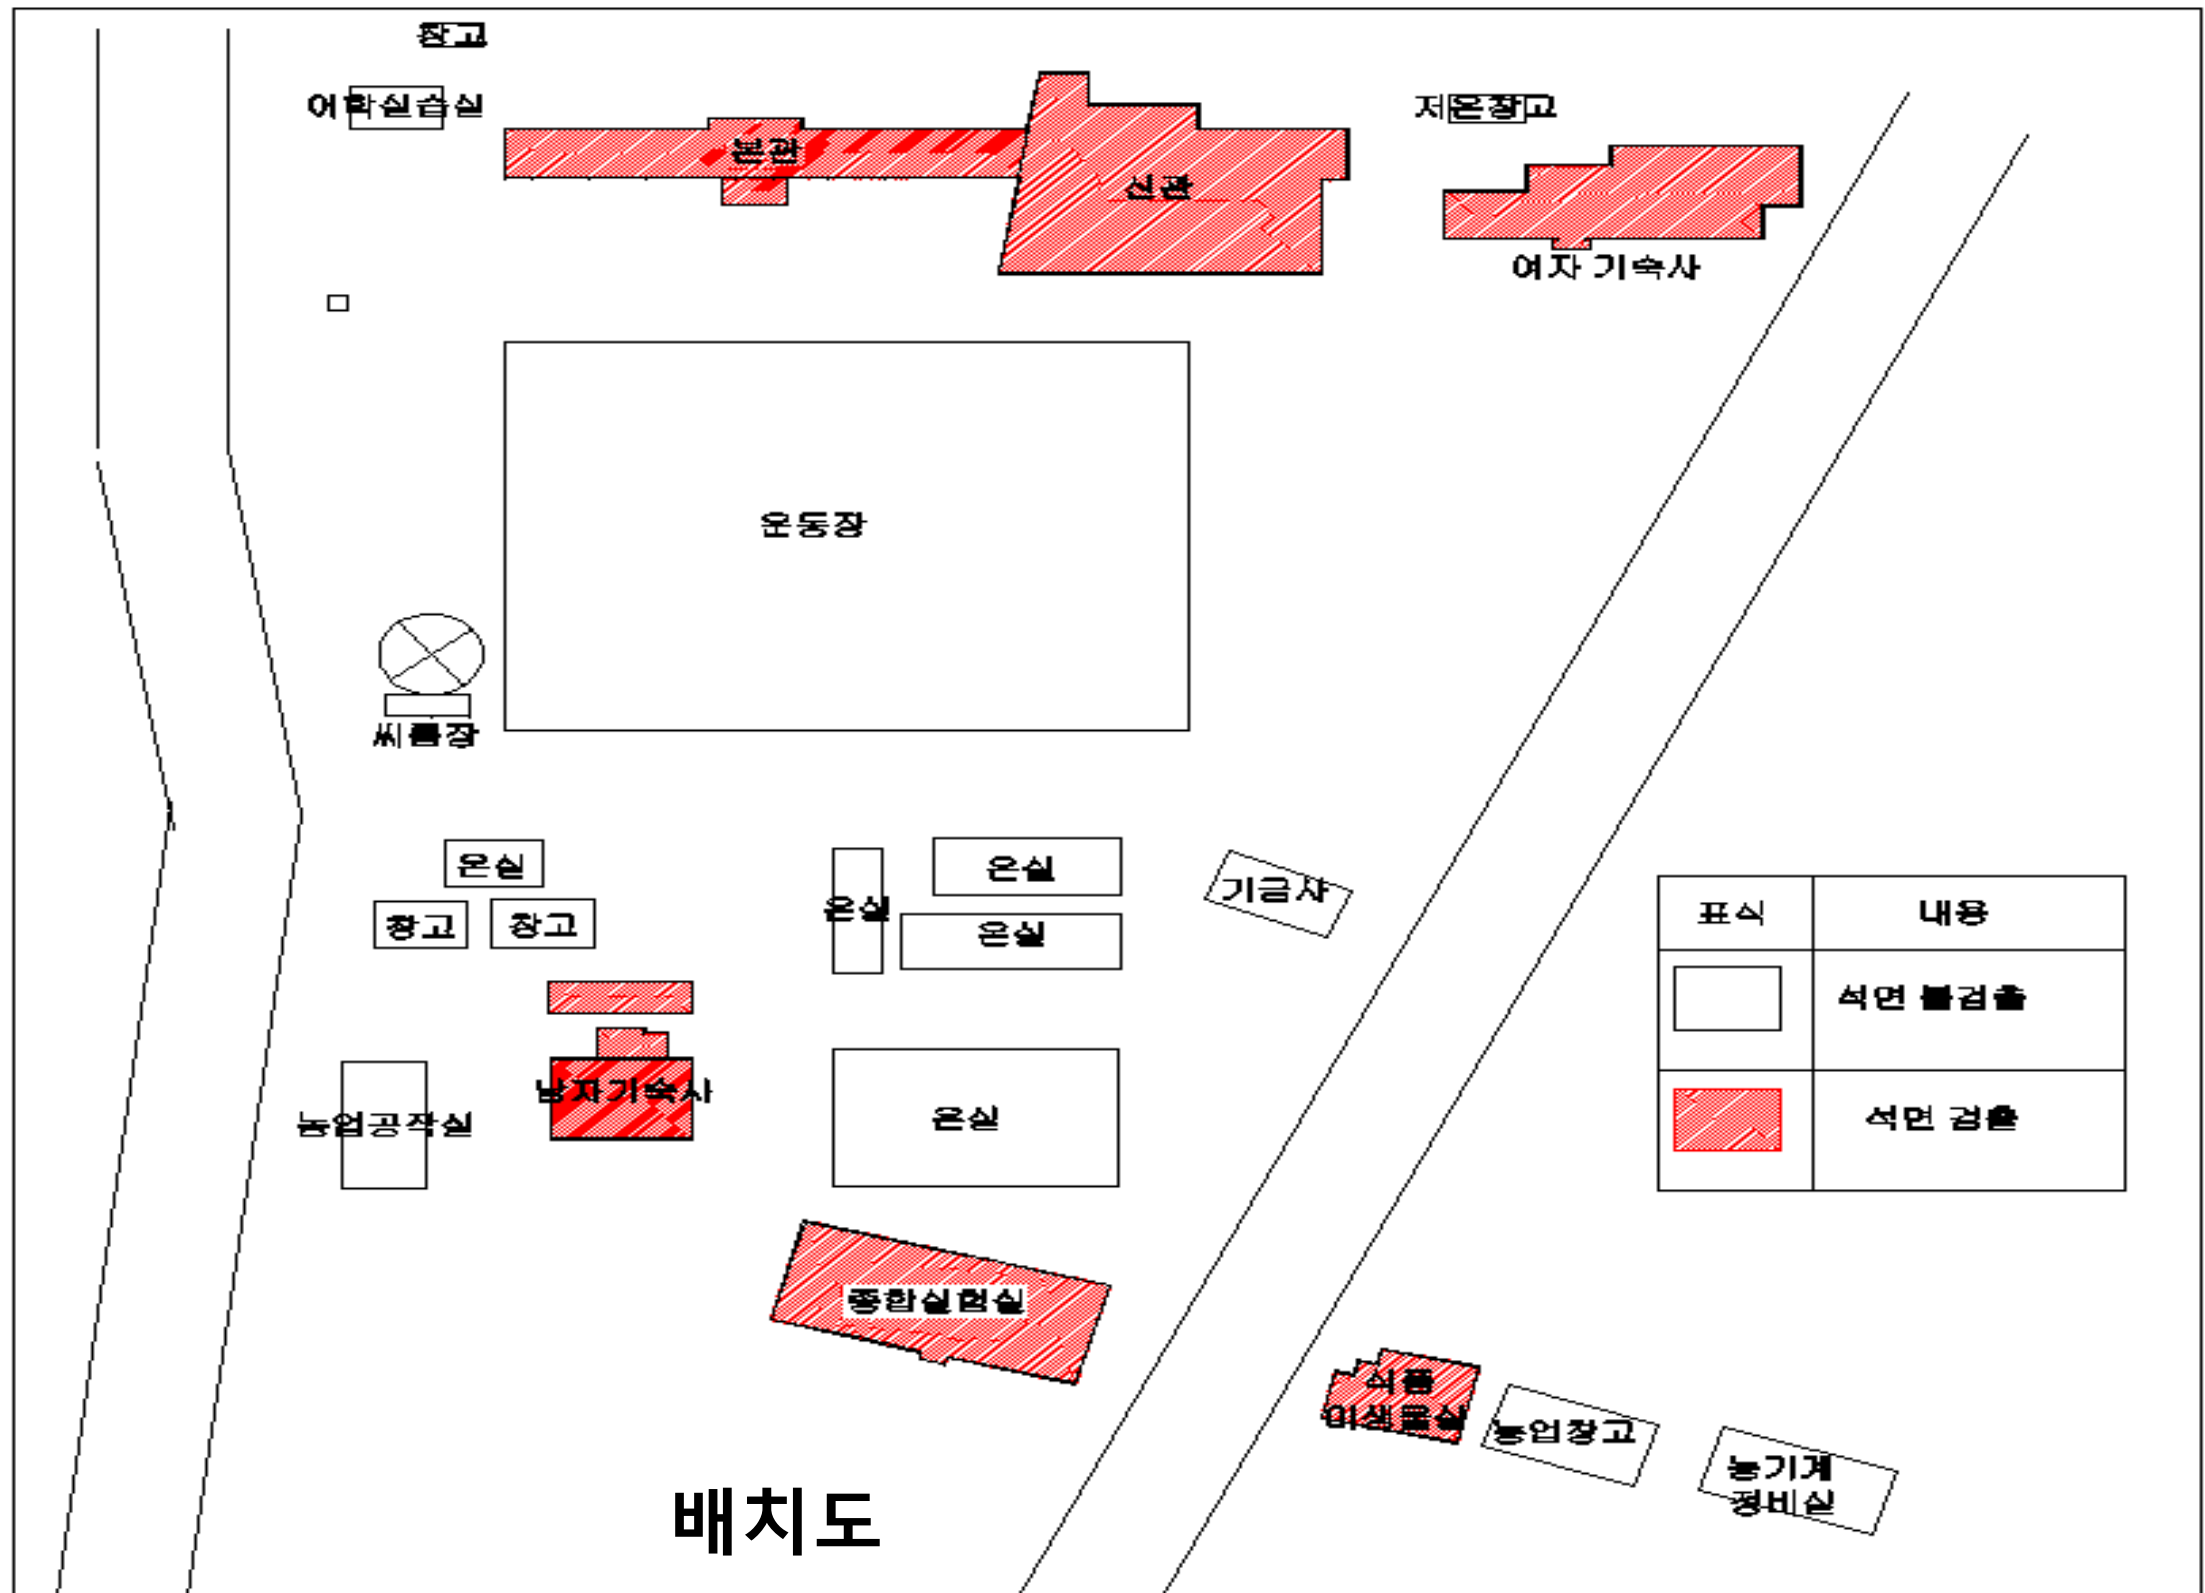 창고
어학실습실
저온창고
본관
신관
여자 기숙사
운동장
씨름장
온실
온실
기금사
창고
창고
온실
온실
표식
내용
석면 불검출
남자기숙사
농업공작실
온실
석면 검출
종합실험실
식품
미생물실
농업창고
농기계
정비실
배치도